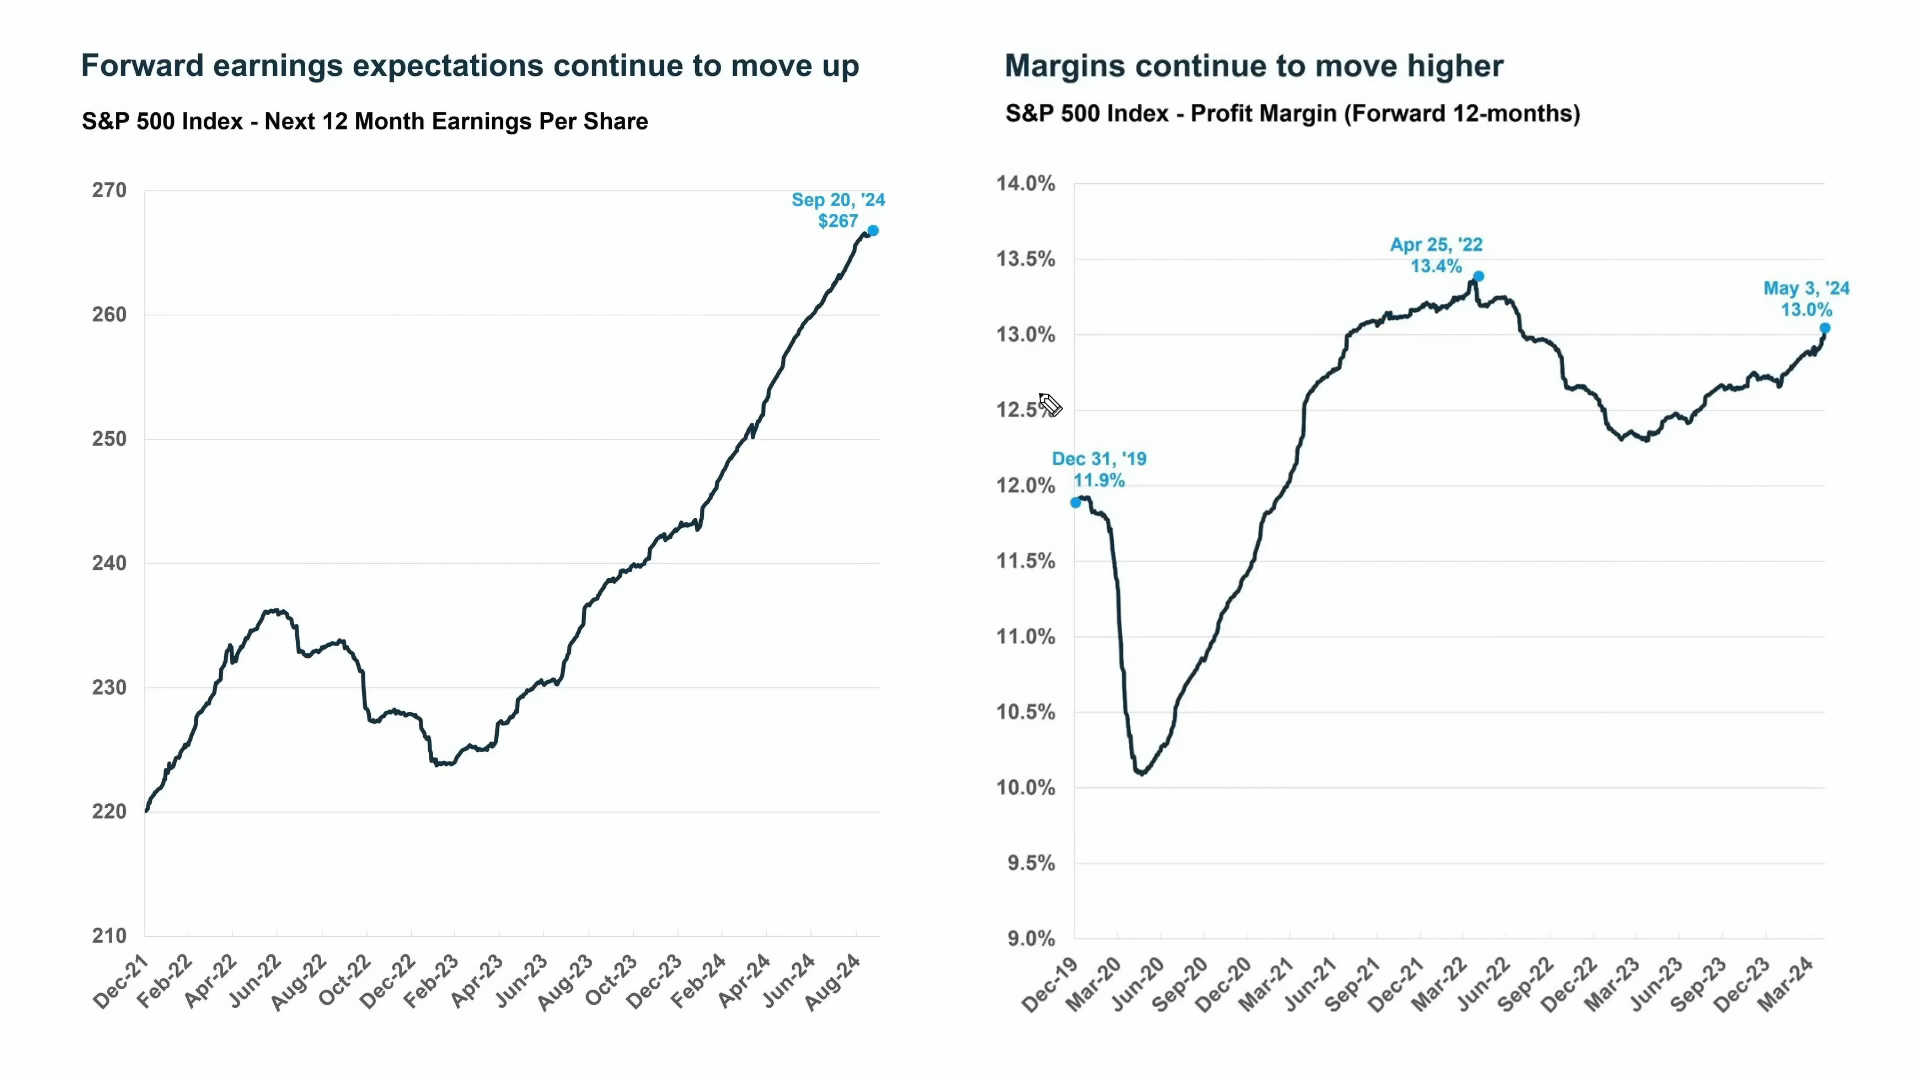 Forward earnings expectations continue to move up
S&P 500 Index - Next 12 Month Earnings Per Share
270
260
250
240
230
220
210
Sep 20, '24
$267
Dec-21
Feb-22
Apr-22
Jun-22
Aug-22
Oct-22
Dec-22
Feb-23
Apr-23
Jun-23
Aug-23
Oct-23
Dec-23
Feb-24
Apr-24
Jun-24
Aug-24
Margins continue to move higher
S&P 500 Index - Profit Margin (Forward 12-months)
14.0%
13.5%
13.0%
12.5%
12.0%
11.5%
11.0%
10.5%
10.0%
9.5%
9.0%
Dec 31, '19
11.9%
Apr 25, '22
13.4%
May 3, '24
13.0%
Dec-19
Mar-20
Jun-20
Sep-20
Dec-20
Mar-21
Jun-21
Sep-21
Dec-21
Mar-22
Jun-22
Sep-22
Dec-22
Mar-23
Jun-23
Sep-23
Dec-23
Mar-24